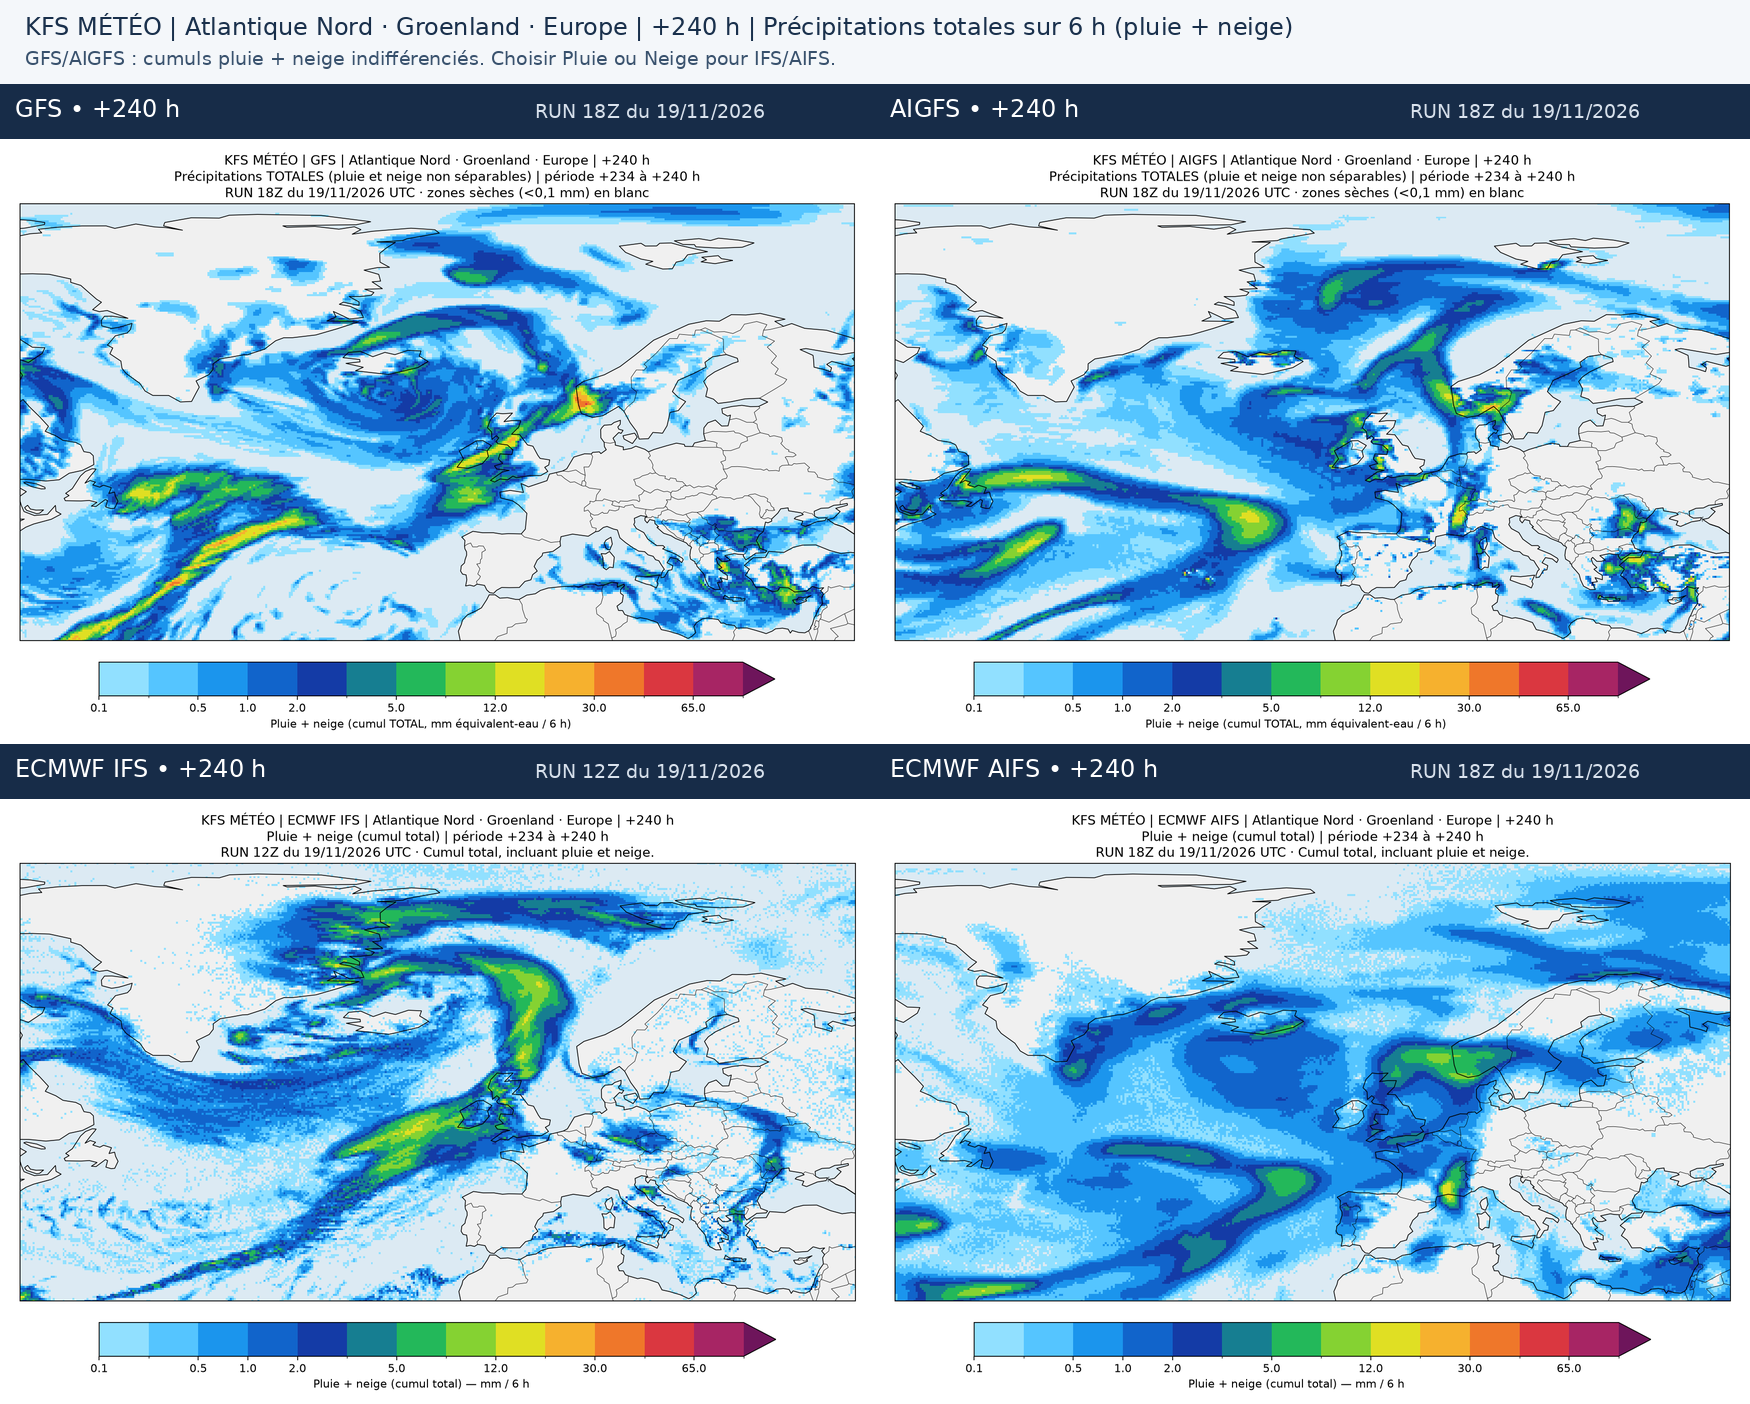 KFS MÉTÉO | Atlantique Nord · Groenland · Europe | +240 h | Précipitations totales sur 6 h (pluie + neige)
GFS/AIGFS : cumuls pluie + neige indifférenciés. Choisir Pluie ou Neige pour IFS/AIFS.
GFS • +240 h
RUN 18Z du 19/11/2026
KFS MÉTÉO | GFS | Atlantique Nord · Groenland · Europe | +240 h
Précipitations TOTALES (pluie et neige non séparables) | période +234 à +240 h
RUN 18Z du 19/11/2026 UTC · zones sèches (<0,1 mm) en blanc
0.1 0.5 1.0 2.0 5.0 12.0 30.0 65.0
Pluie + neige (cumul TOTAL, mm équivalent-eau / 6 h)
AIGFS • +240 h
RUN 18Z du 19/11/2026
KFS MÉTÉO | AIGFS | Atlantique Nord · Groenland · Europe | +240 h
Précipitations TOTALES (pluie et neige non séparables) | période +234 à +240 h
RUN 18Z du 19/11/2026 UTC · zones sèches (<0,1 mm) en blanc
0.1 0.5 1.0 2.0 5.0 12.0 30.0 65.0
Pluie + neige (cumul TOTAL, mm équivalent-eau / 6 h)
ECMWF IFS • +240 h
RUN 12Z du 19/11/2026
KFS MÉTÉO | ECMWF IFS | Atlantique Nord · Groenland · Europe | +240 h
Pluie + neige (cumul total) | période +234 à +240 h
RUN 12Z du 19/11/2026 UTC · Cumul total, incluant pluie et neige.
0.1 0.5 1.0 2.0 5.0 12.0 30.0 65.0
Pluie + neige (cumul total) — mm / 6 h
ECMWF AIFS • +240 h
RUN 18Z du 19/11/2026
KFS MÉTÉO | ECMWF AIFS | Atlantique Nord · Groenland · Europe | +240 h
Pluie + neige (cumul total) | période +234 à +240 h
RUN 18Z du 19/11/2026 UTC · Cumul total, incluant pluie et neige.
0.1 0.5 1.0 2.0 5.0 12.0 30.0 65.0
Pluie + neige (cumul total) — mm / 6 h